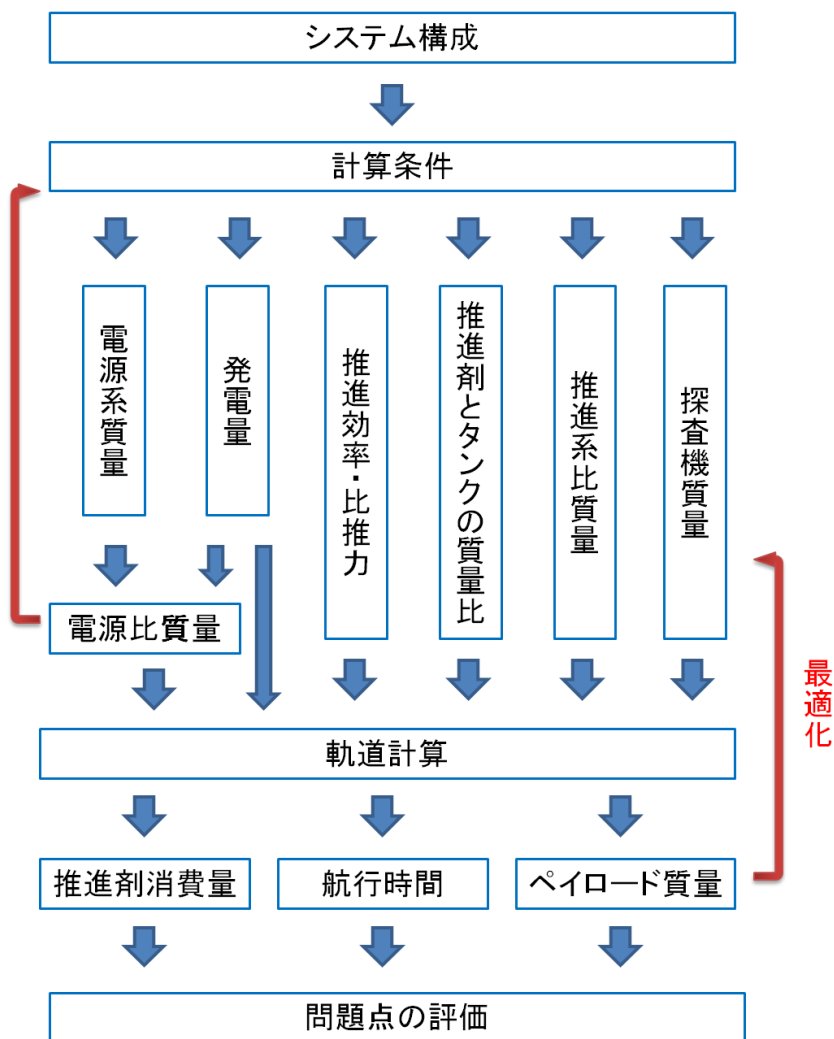 システム構成
計算条件
電源系質量
発電量
推進効率・比推力
推進剤とタンクの質量比
推進系比質量
探査機質量
電源比質量
最適化
軌道計算
推進剤消費量
航行時間
ペイロード質量
問題点の評価